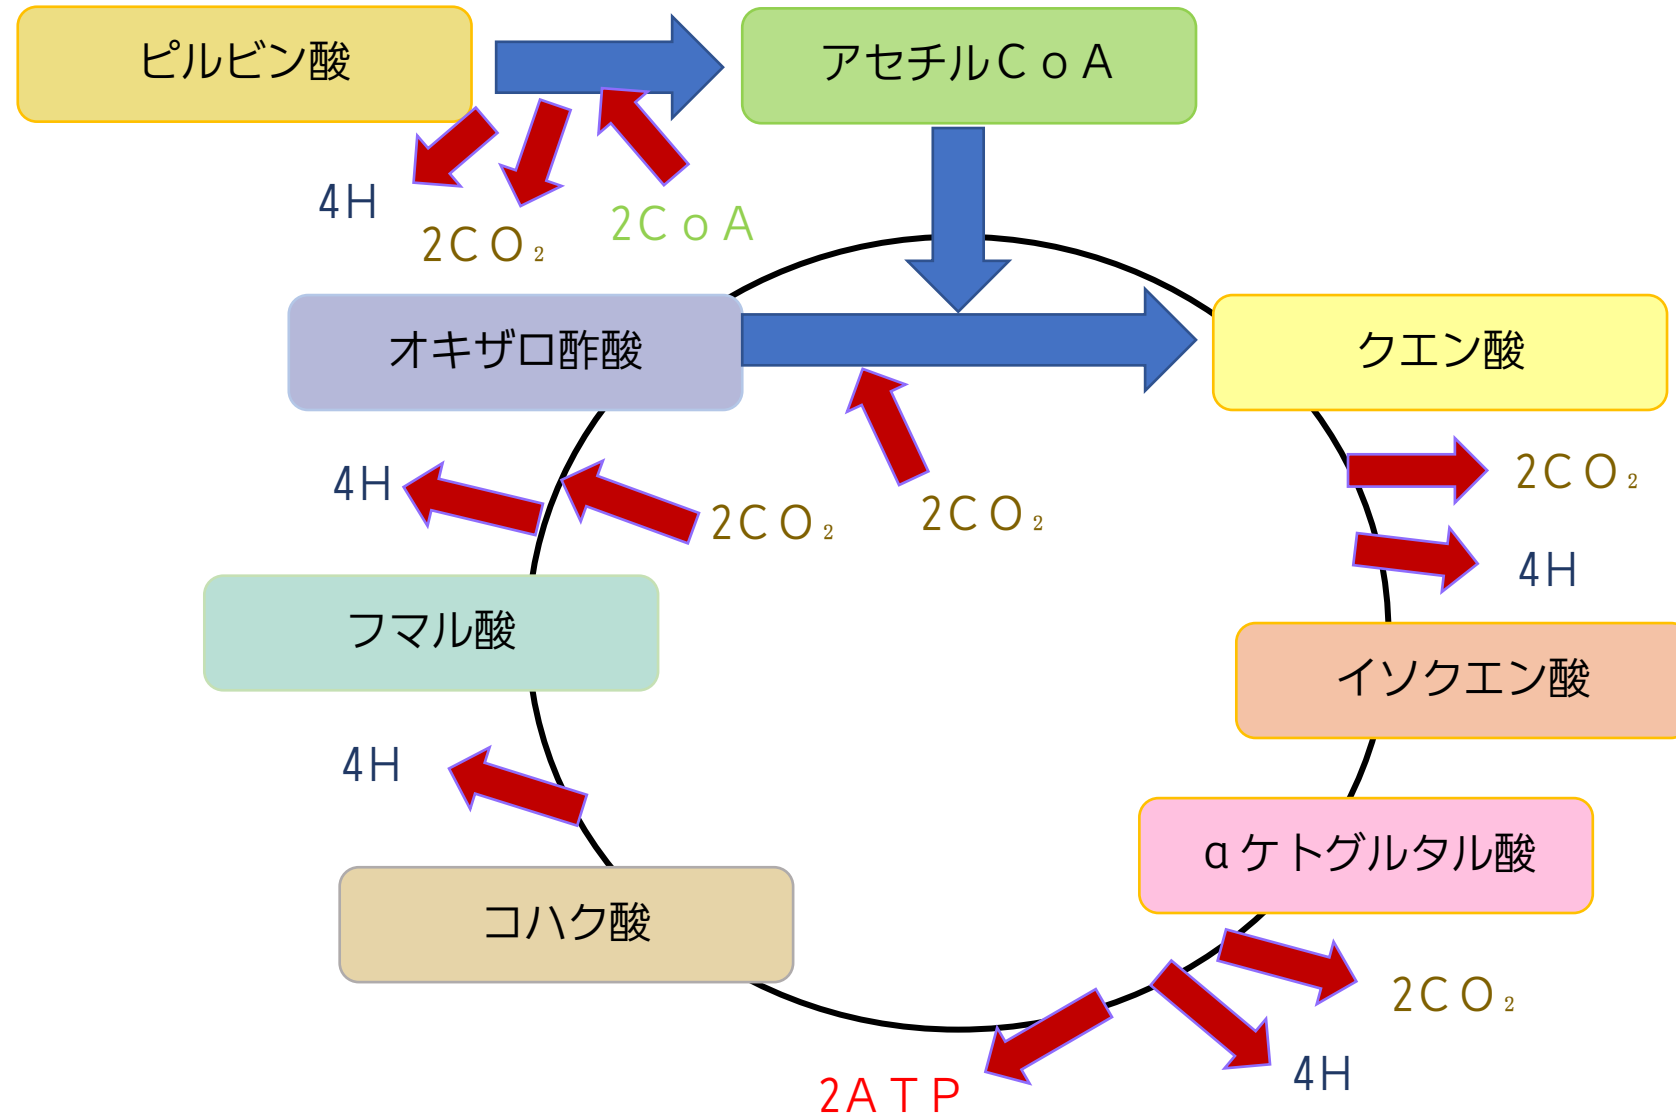 ピルビン酸
アセチルＣｏＡ
4H
2CO₂
2CoA
オキザロ酢酸
クエン酸
4H
2CO₂
2CO₂
2CO₂
4H
フマル酸
イソクエン酸
4H
αケトグルタル酸
コハク酸
2CO₂
4H
2ATP